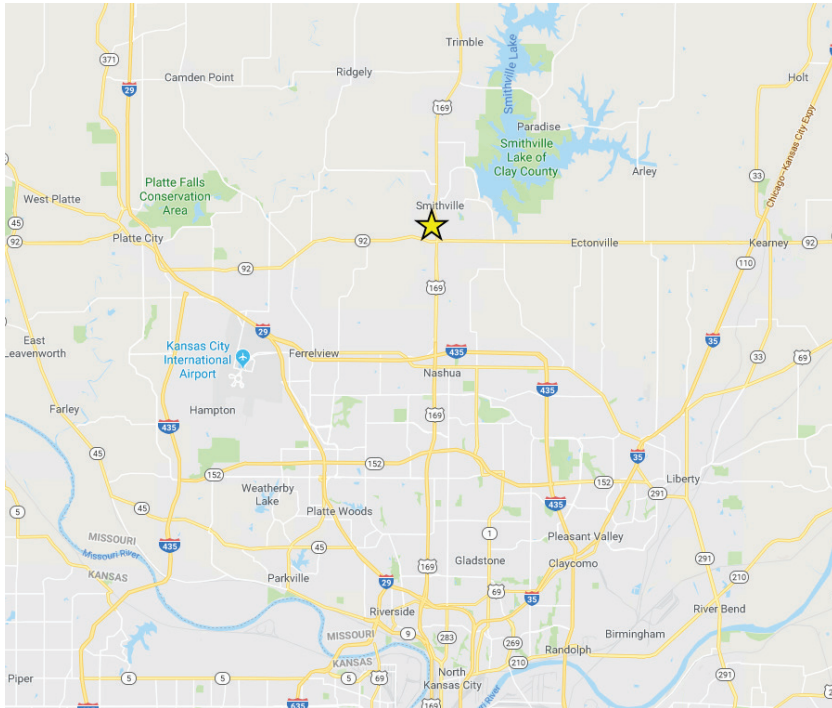 Trimble
371
Camden Point
Ridgely
Holt
29
Smithville Lake
169
Paradise
Smithville
Lake of
Clay County
Chicago-Kansas City Expy
Arley
33
Platte Falls
Conservation
Area
West Platte
45
Smithville
92
Platte City
92
Ectonville
Kearney
92
92
110
169
East
Leavenworth
29
Kansas City
International
Airport
Ferrelview
435
35
33
69
Nashua
435
Farley
Hampton
169
435
45
152
152
35
Liberty
Weatherby
Lake
152
291
5
45
Platte Woods
435
1
Pleasant Valley
MISSOURI
Missouri River
KANSAS
435
45
Gladstone
Claycomo
291
169
Parkville
29
69
35
210
Riverside
River Bend
MISSOURI
9
283
269
Birmingham
KANSAS
Randolph
210
Piper
5
5
5
69
North
Kansas City
291
635
169